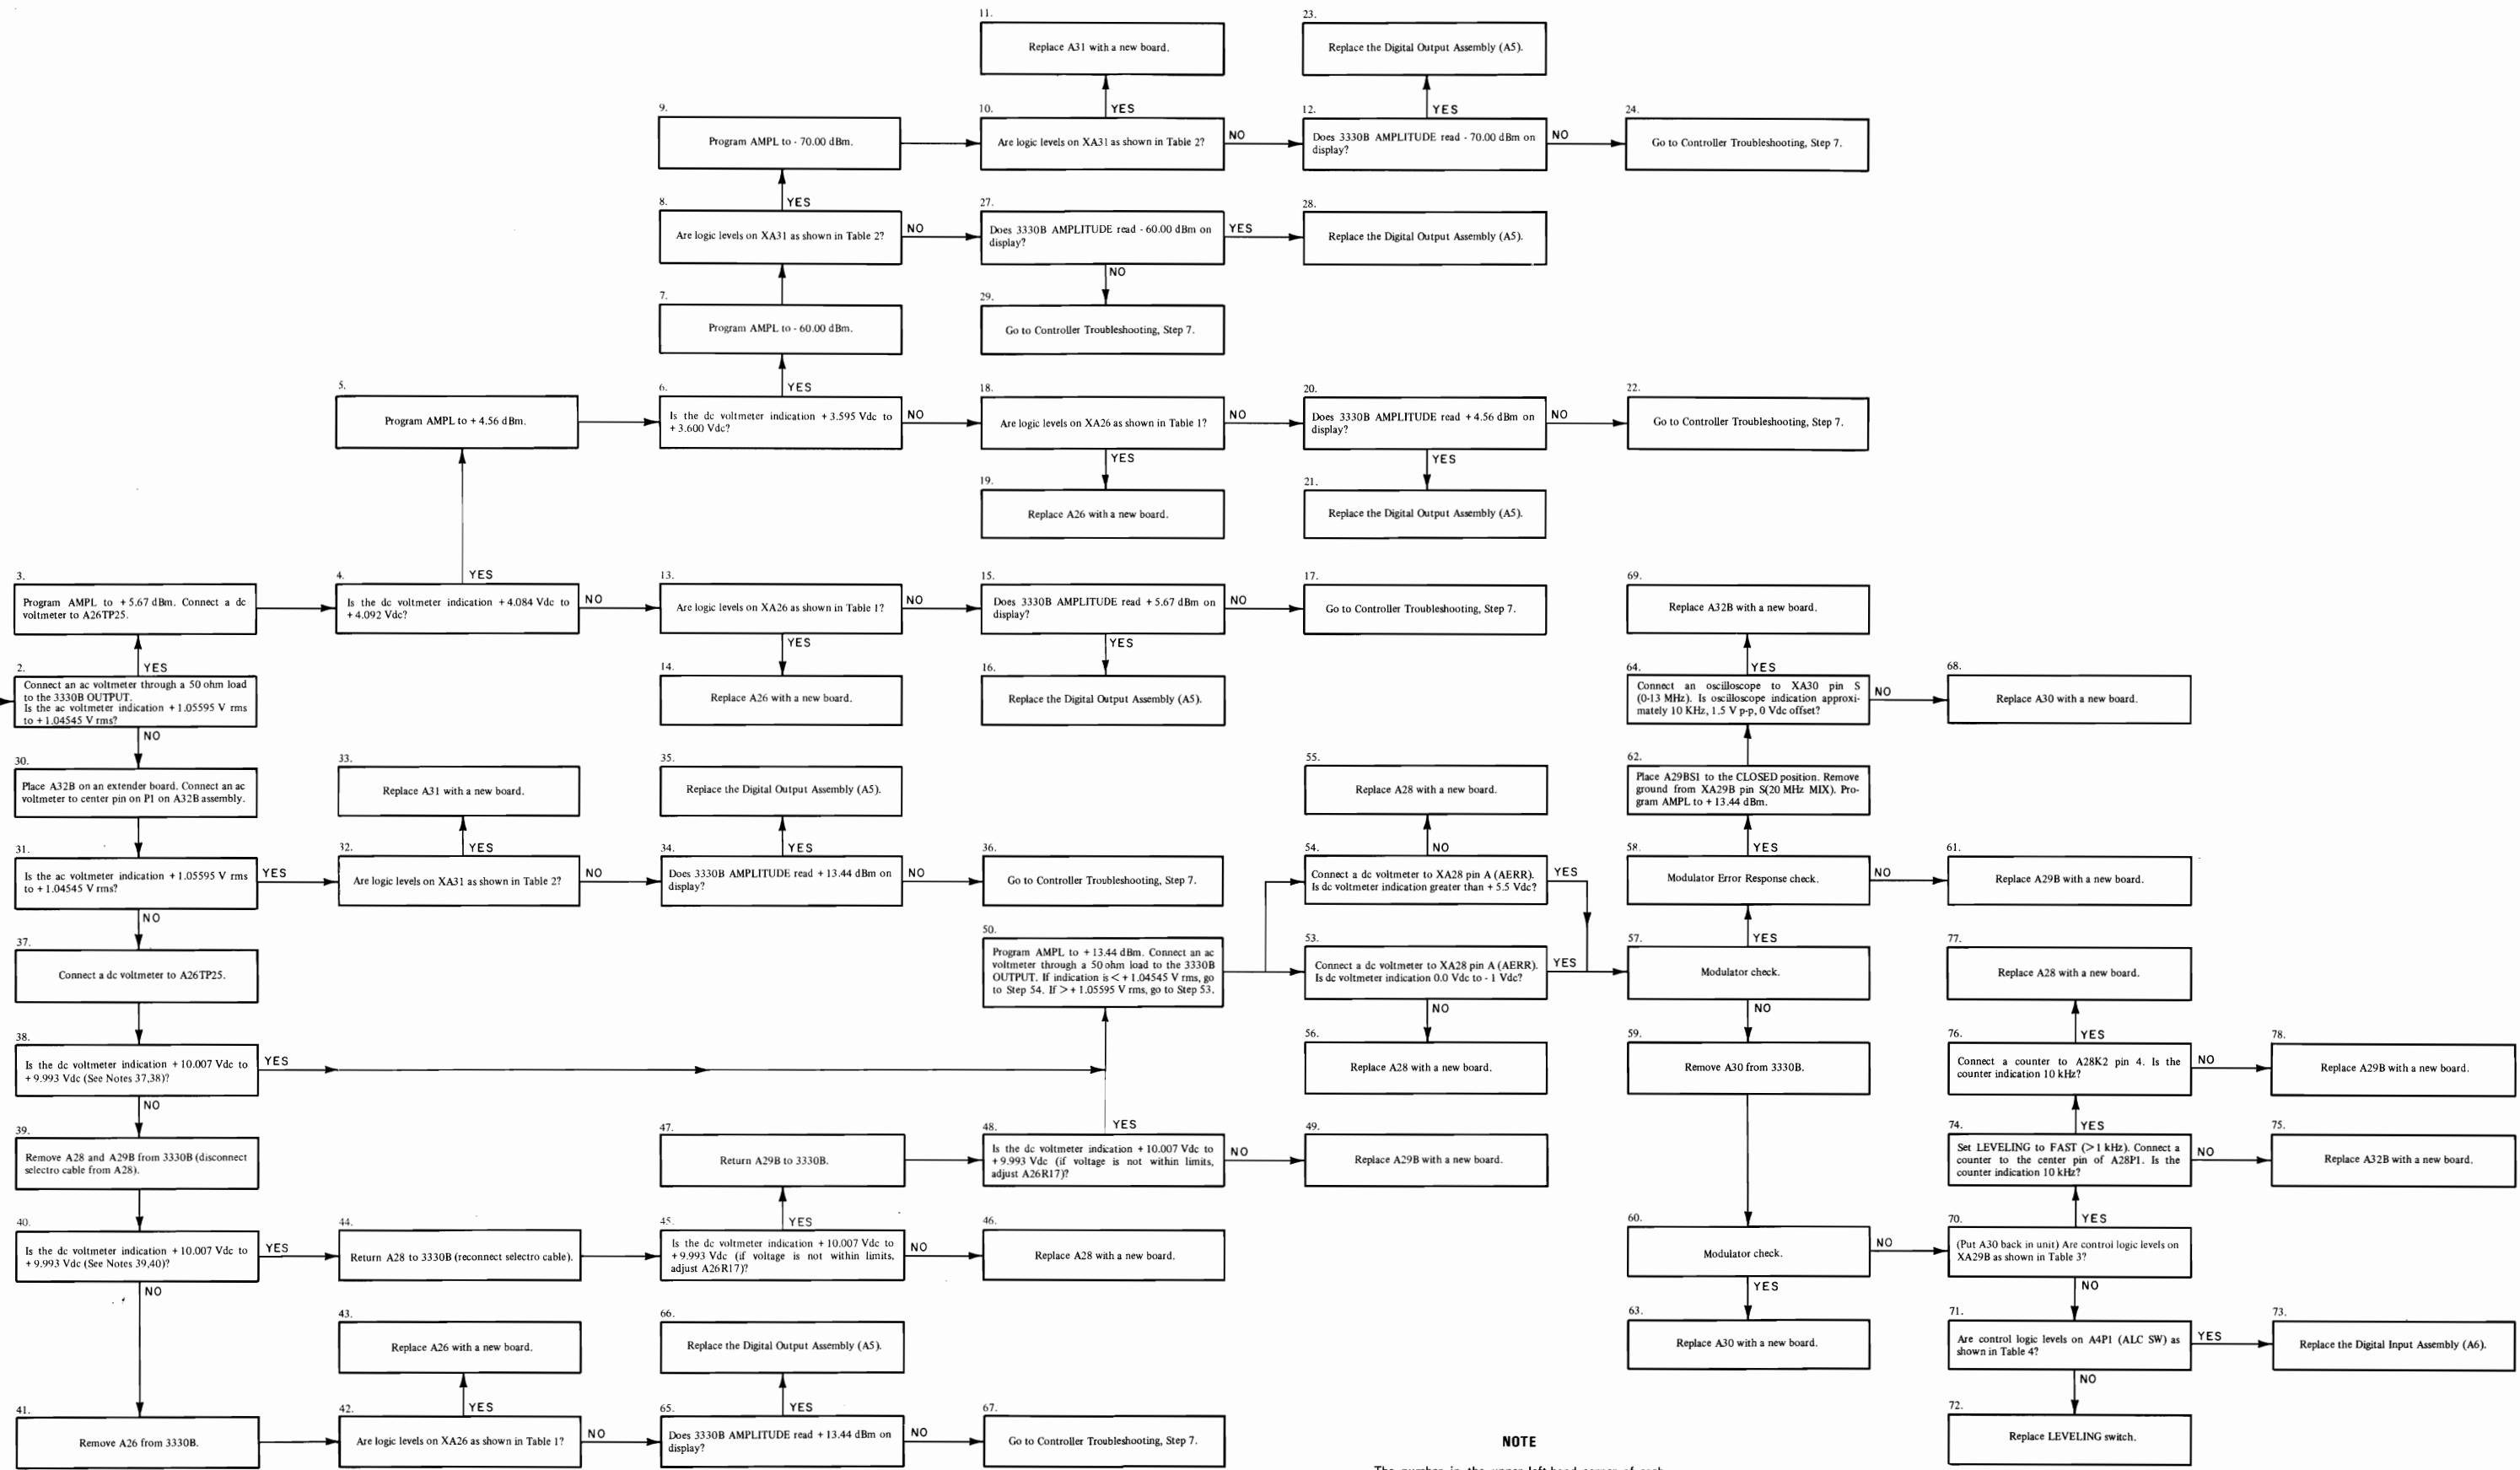 11.
Replace A31 with a new board.
23.
Replace the Digital Output Assembly (A5).
YES
YES
9.
Program AMPL to - 70.00 dBm.
10.
Are logic levels on XA31 as shown in Table 2?
NO
12.
Does 3330B AMPLITUDE read - 70.00 dBm on
display?
NO
24.
Go to Controller Troubleshooting, Step 7.
YES
8.
Are logic levels on XA31 as shown in Table 2?
NO
27.
Does 3330B AMPLITUDE read - 60.00 dBm on
display?
YES
28.
Replace the Digital Output Assembly (A5).
NO
7.
Program AMPL to - 60.00 dBm.
29.
Go to Controller Troubleshooting, Step 7.
YES
5.
Program AMPL to + 4.56 dBm.
6.
Is the dc voltmeter indication + 3.595 Vdc to
+ 3.600 Vdc?
NO
18.
Are logic levels on XA26 as shown in Table 1?
NO
20.
Does 3330B AMPLITUDE read + 4.56 dBm on
display?
NO
22.
Go to Controller Troubleshooting, Step 7.
YES
YES
19.
Replace A26 with a new board.
21.
Replace the Digital Output Assembly (A5).
YES
3.
Program AMPL to + 5.67 dBm. Connect a dc
voltmeter to A26TP25.
4.
Is the dc voltmeter indication + 4.084 Vdc to
+ 4.092 Vdc?
NO
13.
Are logic levels on XA26 as shown in Table 1?
NO
15.
Does 3330B AMPLITUDE read + 5.67 dBm on
display?
NO
17.
Go to Controller Troubleshooting, Step 7.
69.
Replace A32B with a new board.
YES
YES
YES
YES
2.
Connect an ac voltmeter through a 50 ohm load
to the 3330B OUTPUT.
Is the ac voltmeter indication + 1.05595 V rms
to + 1.04545 V rms?
14.
Replace A26 with a new board.
16.
Replace the Digital Output Assembly (A5).
64.
Connect an oscilloscope to XA30 pin S
(0-13 MHz). Is oscilloscope indication approxi-
mately 10 KHz, 1.5 V p-p, 0 Vdc offset?
NO
68.
Replace A30 with a new board.
NO
30.
Place A32B on an extender board. Connect an ac
voltmeter to center pin on P1 on A32B assembly.
33.
Replace A31 with a new board.
35.
Replace the Digital Output Assembly (A5).
55.
Replace A28 with a new board.
62.
Place A29BS1 to the CLOSED position. Remove
ground from XA29B pin S(20 MHz MIX). Pro-
gram AMPL to + 13.44 dBm.
YES
YES
NO
YES
31.
Is the ac voltmeter indication + 1.05595 V rms
to + 1.04545 V rms?
YES
32.
Are logic levels on XA31 as shown in Table 2?
NO
34.
Does 3330B AMPLITUDE read + 13.44 dBm on
display?
NO
36.
Go to Controller Troubleshooting, Step 7.
54.
Connect a dc voltmeter to XA28 pin A (AERR).
Is dc voltmeter indication greater than + 5.5 Vdc?
YES
58.
Modulator Error Response check.
NO
61.
Replace A29B with a new board.
NO
YES
37.
Connect a dc voltmeter to A26TP25.
50.
Program AMPL to + 13.44 dBm. Connect an ac
voltmeter through a 50 ohm load to the 3330B
OUTPUT. If indication is < + 1.04545 V rms, go
to Step 54. If > + 1.05595 V rms, go to Step 53.
53.
Connect a dc voltmeter to XA28 pin A (AERR).
Is dc voltmeter indication 0.0 Vdc to - 1 Vdc?
YES
57.
Modulator check.
77.
Replace A28 with a new board.
NO
NO
YES
38.
Is the dc voltmeter indication + 10.007 Vdc to
+ 9.993 Vdc (See Notes 37,38)?
YES
56.
Replace A28 with a new board.
59.
Remove A30 from 3330B.
76.
Connect a counter to A28K2 pin 4. Is the
counter indication 10 kHz?
NO
78.
Replace A29B with a new board.
NO
YES
YES
39.
Remove A28 and A29B from 3330B (disconnect
selectro cable from A28).
47.
Return A29B to 3330B.
48.
Is the dc voltmeter indication + 10.007 Vdc to
+ 9.993 Vdc (if voltage is not within limits,
adjust A26R17)?
NO
49.
Replace A29B with a new board.
74.
Set LEVELING to FAST (> 1 kHz). Connect a
counter to the center pin of A28P1. Is the
counter indication 10 kHz?
NO
75.
Replace A32B with a new board.
YES
YES
40.
Is the dc voltmeter indication + 10.007 Vdc to
+ 9.993 Vdc (See Notes 39,40)?
YES
44.
Return A28 to 3330B (reconnect selectro cable).
45.
Is the dc voltmeter indication + 10.007 Vdc to
+ 9.993 Vdc (if voltage is not within limits,
adjust A26R17)?
NO
46.
Replace A28 with a new board.
60.
Modulator check.
NO
70.
(Put A30 back in unit) Are control logic levels on
XA29B as shown in Table 3?
NO
YES
NO
43.
Replace A26 with a new board.
66.
Replace the Digital Output Assembly (A5).
63.
Replace A30 with a new board.
71.
Are control logic levels on A4P1 (ALC SW) as
shown in Table 4?
YES
73.
Replace the Digital Input Assembly (A6).
YES
YES
NO
41.
Remove A26 from 3330B.
42.
Are logic levels on XA26 as shown in Table 1?
NO
65.
Does 3330B AMPLITUDE read + 13.44 dBm on
display?
NO
67.
Go to Controller Troubleshooting, Step 7.
72.
Replace LEVELING switch.
NOTE
The number in the upper left-hand corner of each